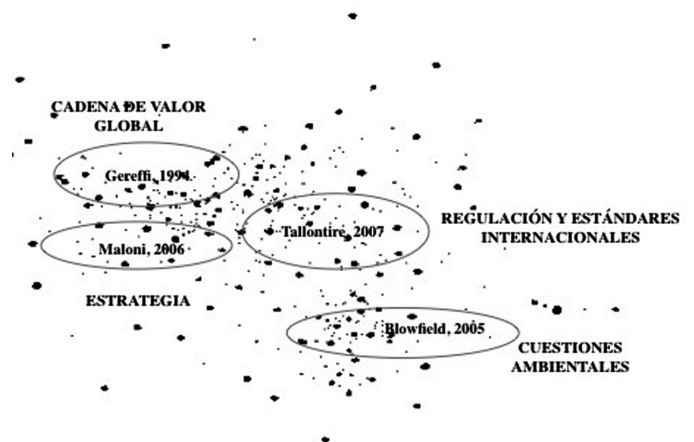 CADENA DE VALOR
GLOBAL
Gereffi, 1994
Tallontire, 2007
REGULACIÓN Y ESTÁNDARES
INTERNACIONALES
Maloni, 2006
ESTRATEGIA
Blowfield, 2005
CUESTIONES
AMBIENTALES